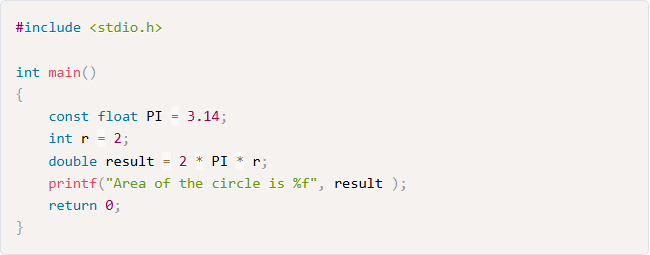 #include <stdio.h>
int main()
{
const float PI = 3.14;
int r = 2;
double result = 2 * PI * r;
printf("Area of the circle is %f", result );
return 0;
}